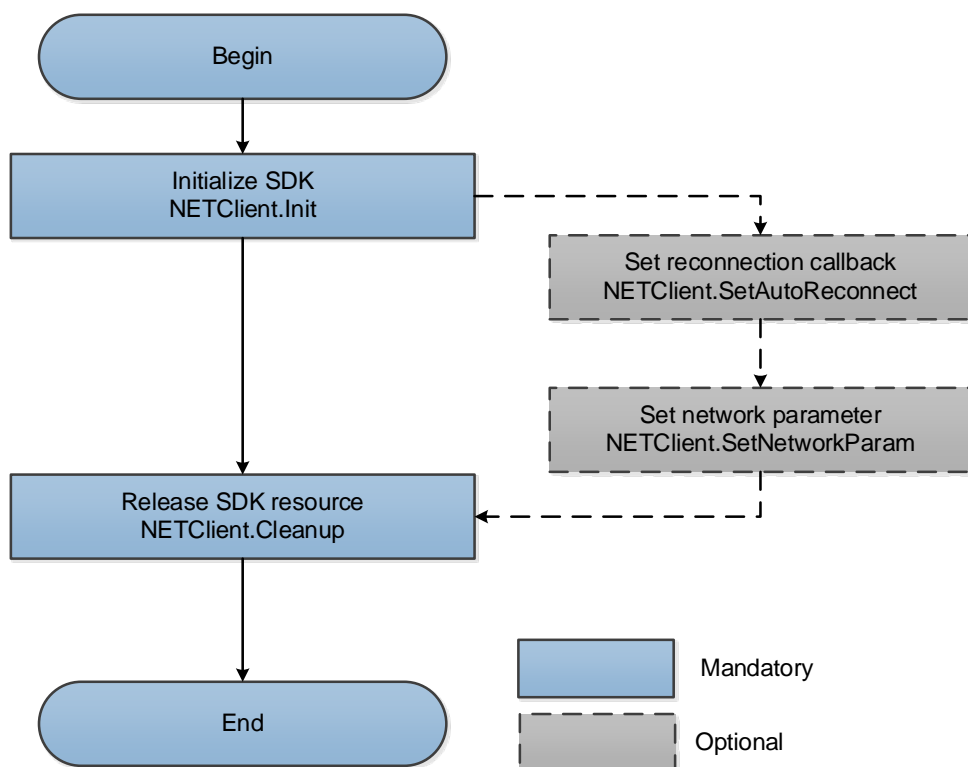 Begin
Initialize SDK
NETClient.Init
Set reconnection callback
NETClient.SetAutoReconnect
Set network parameter
NETClient.SetNetworkParam
Release SDK resource
NETClient.Cleanup
End
Mandatory
Optional